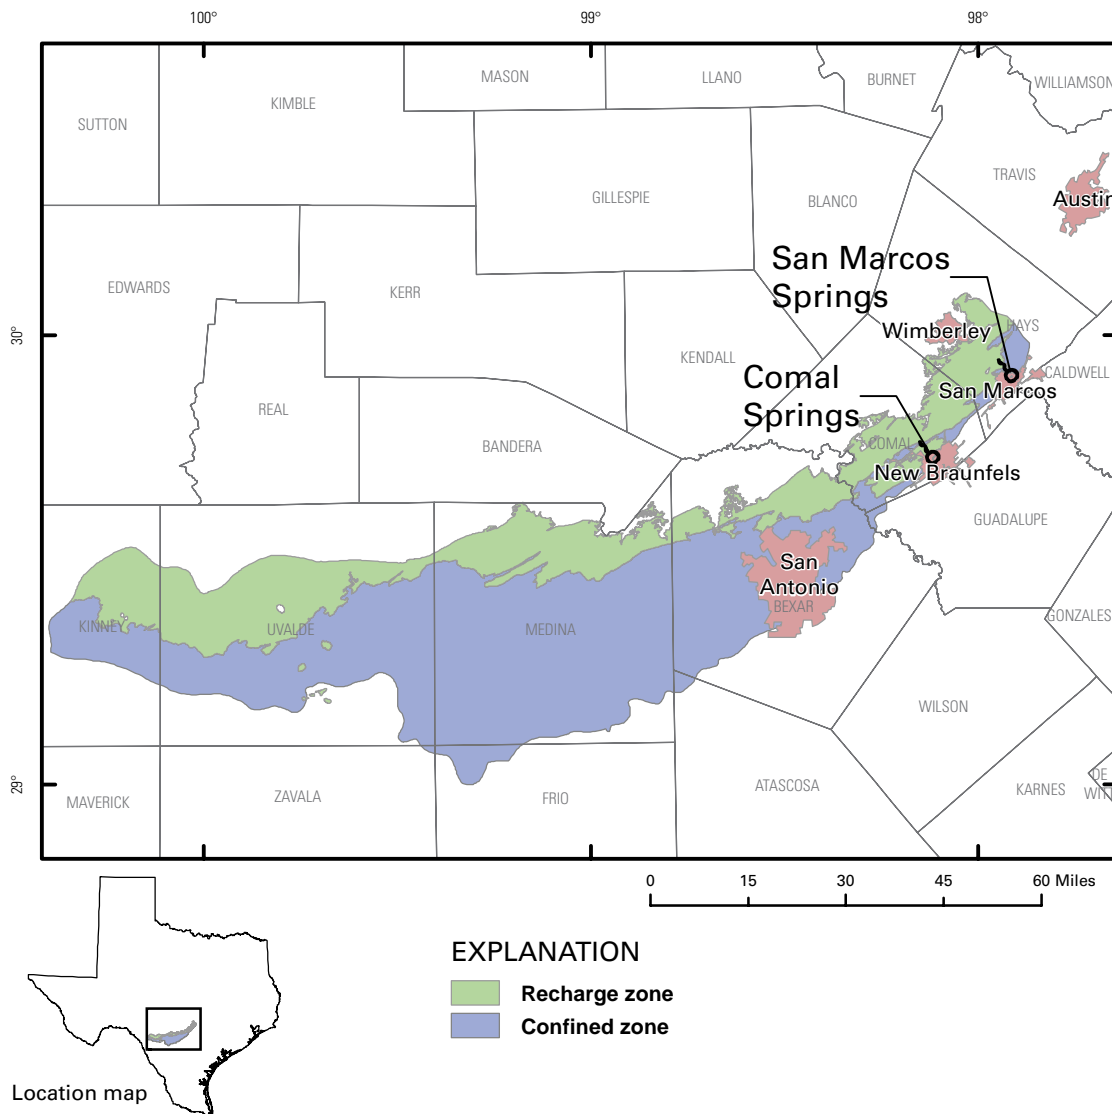 100°
99°
98°
MASON
LLANO
BURNET
WILLIAMSON
KIMBLE
SUTTON
TRAVIS
GILLESPIE
BLANCO
Austin
San Marcos
Springs
EDWARDS
KERR
HAYS
Wimberley
30°
KENDALL
CALDWELL
Comal
Springs
San Marcos
REAL
BANDERA
COMAL
New Braunfels
GUADALUPE
San
Antonio
BEXAR
GONZALES
KINNEY
UVALDE
MEDINA
WILSON
29°
MAVERICK
ZAVALA
FRIO
ATASCOSA
KARNES
DE
WITT
0 15 30 45 60 Miles
EXPLANATION
Recharge zone
Confined zone
Location map